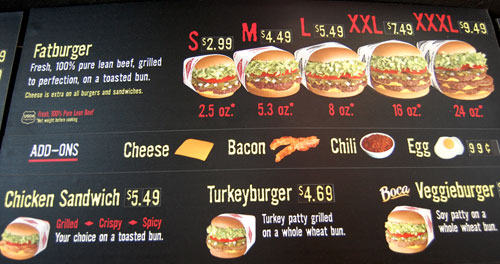 S $2.99 M $4.49 L $5.49 XXL $7.49 XXXL $9.49
Fatburger
Fresh, 100% pure lean beef, grilled
to perfection, on a toasted bun.
Cheese is extra on all burgers and sandwiches.
Fresh, 100% Pure Lean Beef
*Net weight before cooking
2.5 oz.* 5.3 oz.* 8 oz.* 16 oz.* 24 oz.*
ADD-ONS Cheese Bacon Chili Egg 99¢
Chicken Sandwich $5.49
Grilled Crispy Spicy
Your choice on a toasted bun.
Turkeyburger $4.69
Turkey patty grilled
on a whole wheat bun.
Boca Veggieburger
Soy patty on a
whole wheat bun.